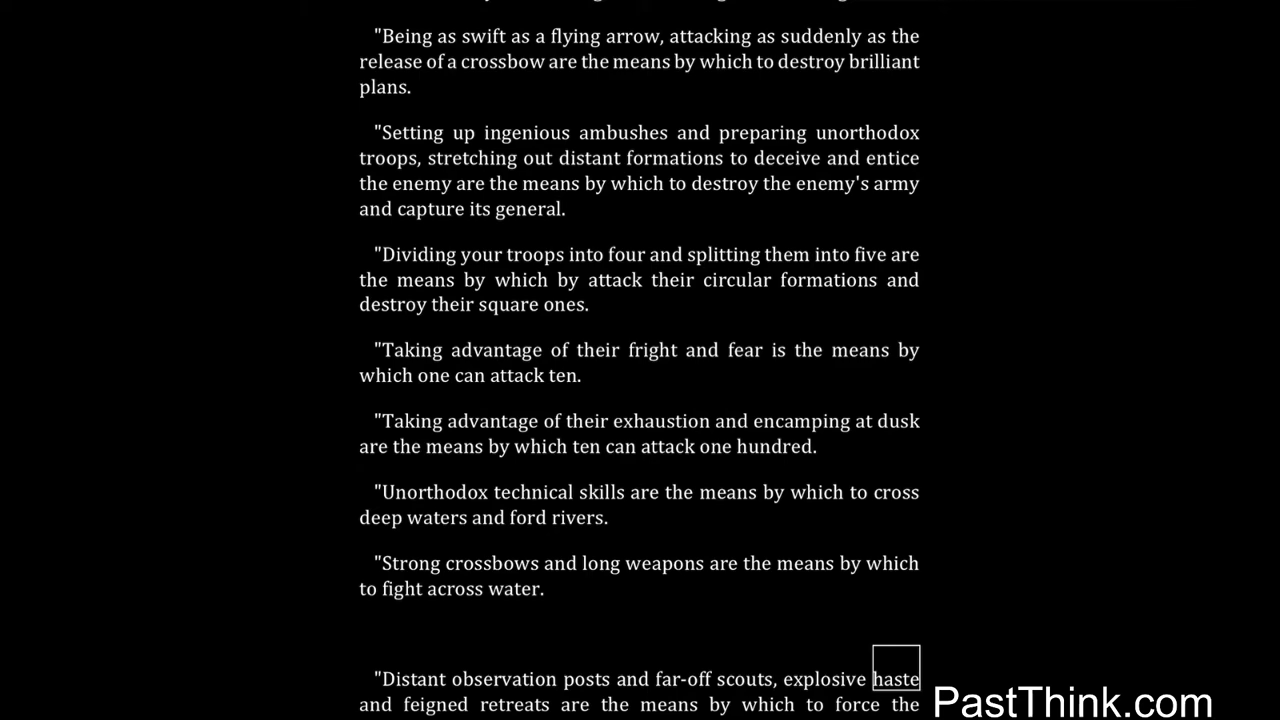 "Being as swift as a flying arrow, attacking as suddenly as the
release of a crossbow are the means by which to destroy brilliant
plans.
"Setting up ingenious ambushes and preparing unorthodox
troops, stretching out distant formations to deceive and entice
the enemy are the means by which to destroy the enemy's army
and capture its general.
"Dividing your troops into four and splitting them into five are
the means by which by attack their circular formations and
destroy their square ones.
"Taking advantage of their fright and fear is the means by
which one can attack ten.
"Taking advantage of their exhaustion and encamping at dusk
are the means by which ten can attack one hundred.
"Unorthodox technical skills are the means by which to cross
deep waters and ford rivers.
"Strong crossbows and long weapons are the means by which
to fight across water.
"Distant observation posts and far-off scouts, explosive haste
and feigned retreats are the means by which to force the
PastThink.com